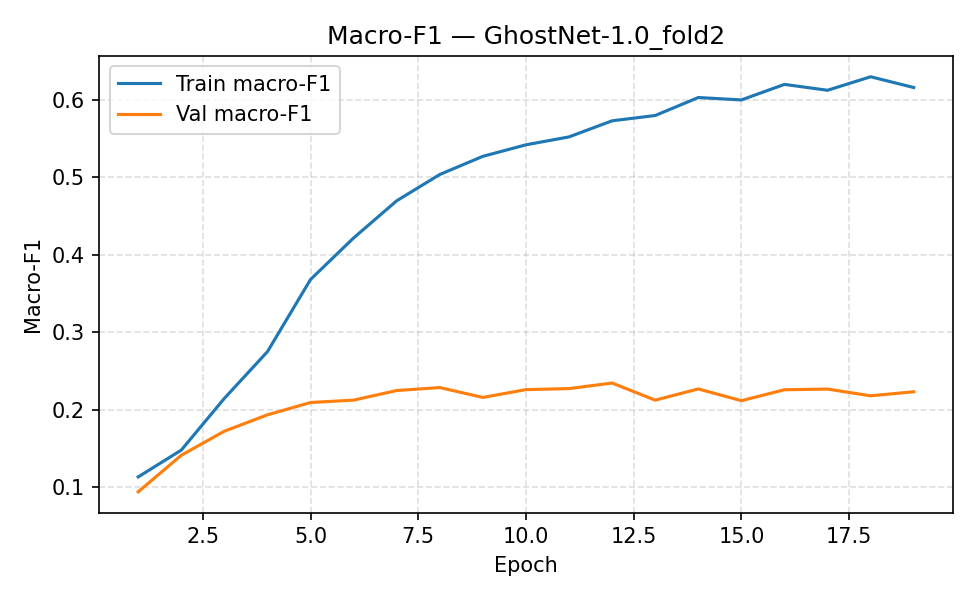 Macro-F1 — GhostNet-1.0_fold2
Train macro-F1
Val macro-F1
Macro-F1
0.6
0.5
0.4
0.3
0.2
0.1
2.5 5.0 7.5 10.0 12.5 15.0 17.5
Epoch